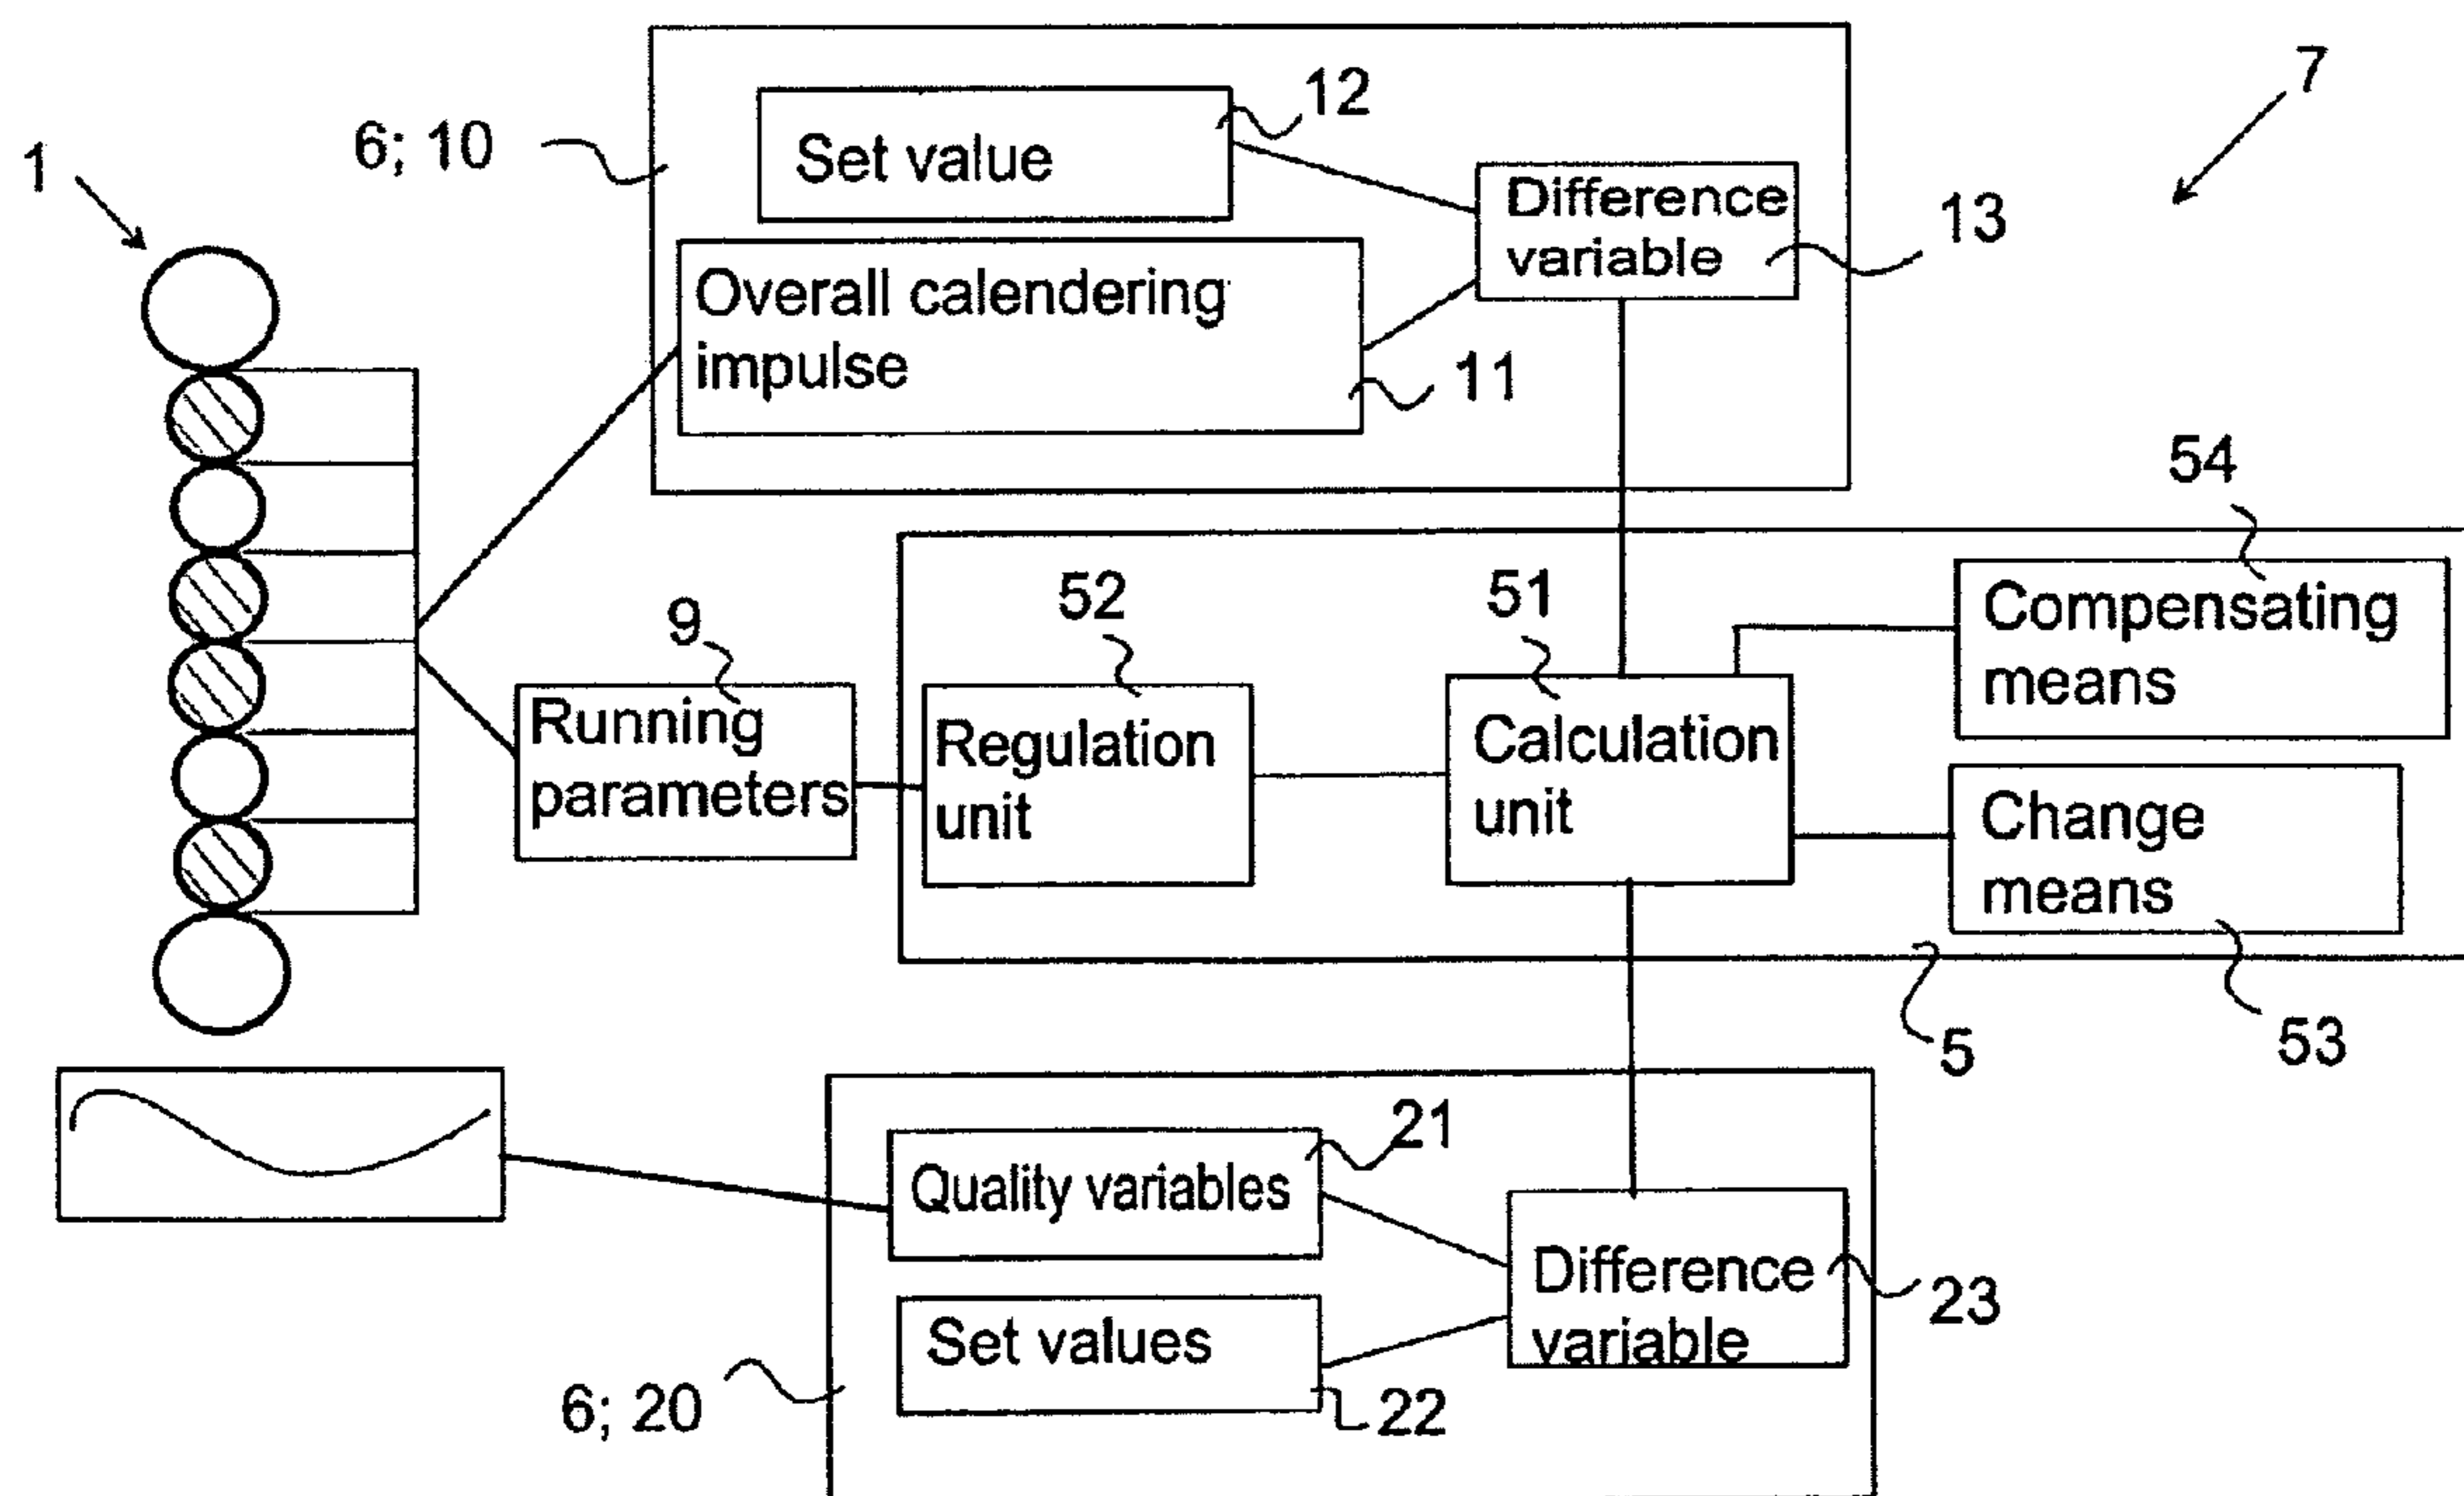 7
12
6; 10
Set value
1
Difference
variable
13
Overall calendering
impulse
11
54
52
51
Compensating
means
9
Running
parameters
Regulation
unit
Calculation
unit
Change
means
5
53
21
Quality variables
Difference
variable
23
Set values
6; 20
22